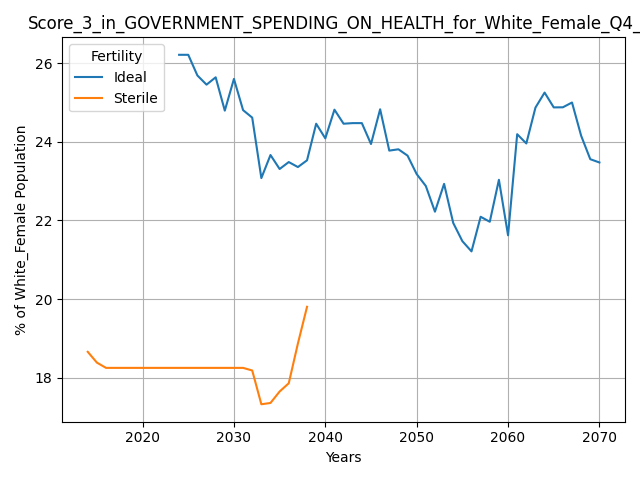 Score_3_in_GOVERNMENT_SPENDING_ON_HEALTH_for_White_Female_Q4_
Fertility
Ideal
Sterile
26
24
22
20
18
% of White_Female Population
2020 2030 2040 2050 2060 2070
Years